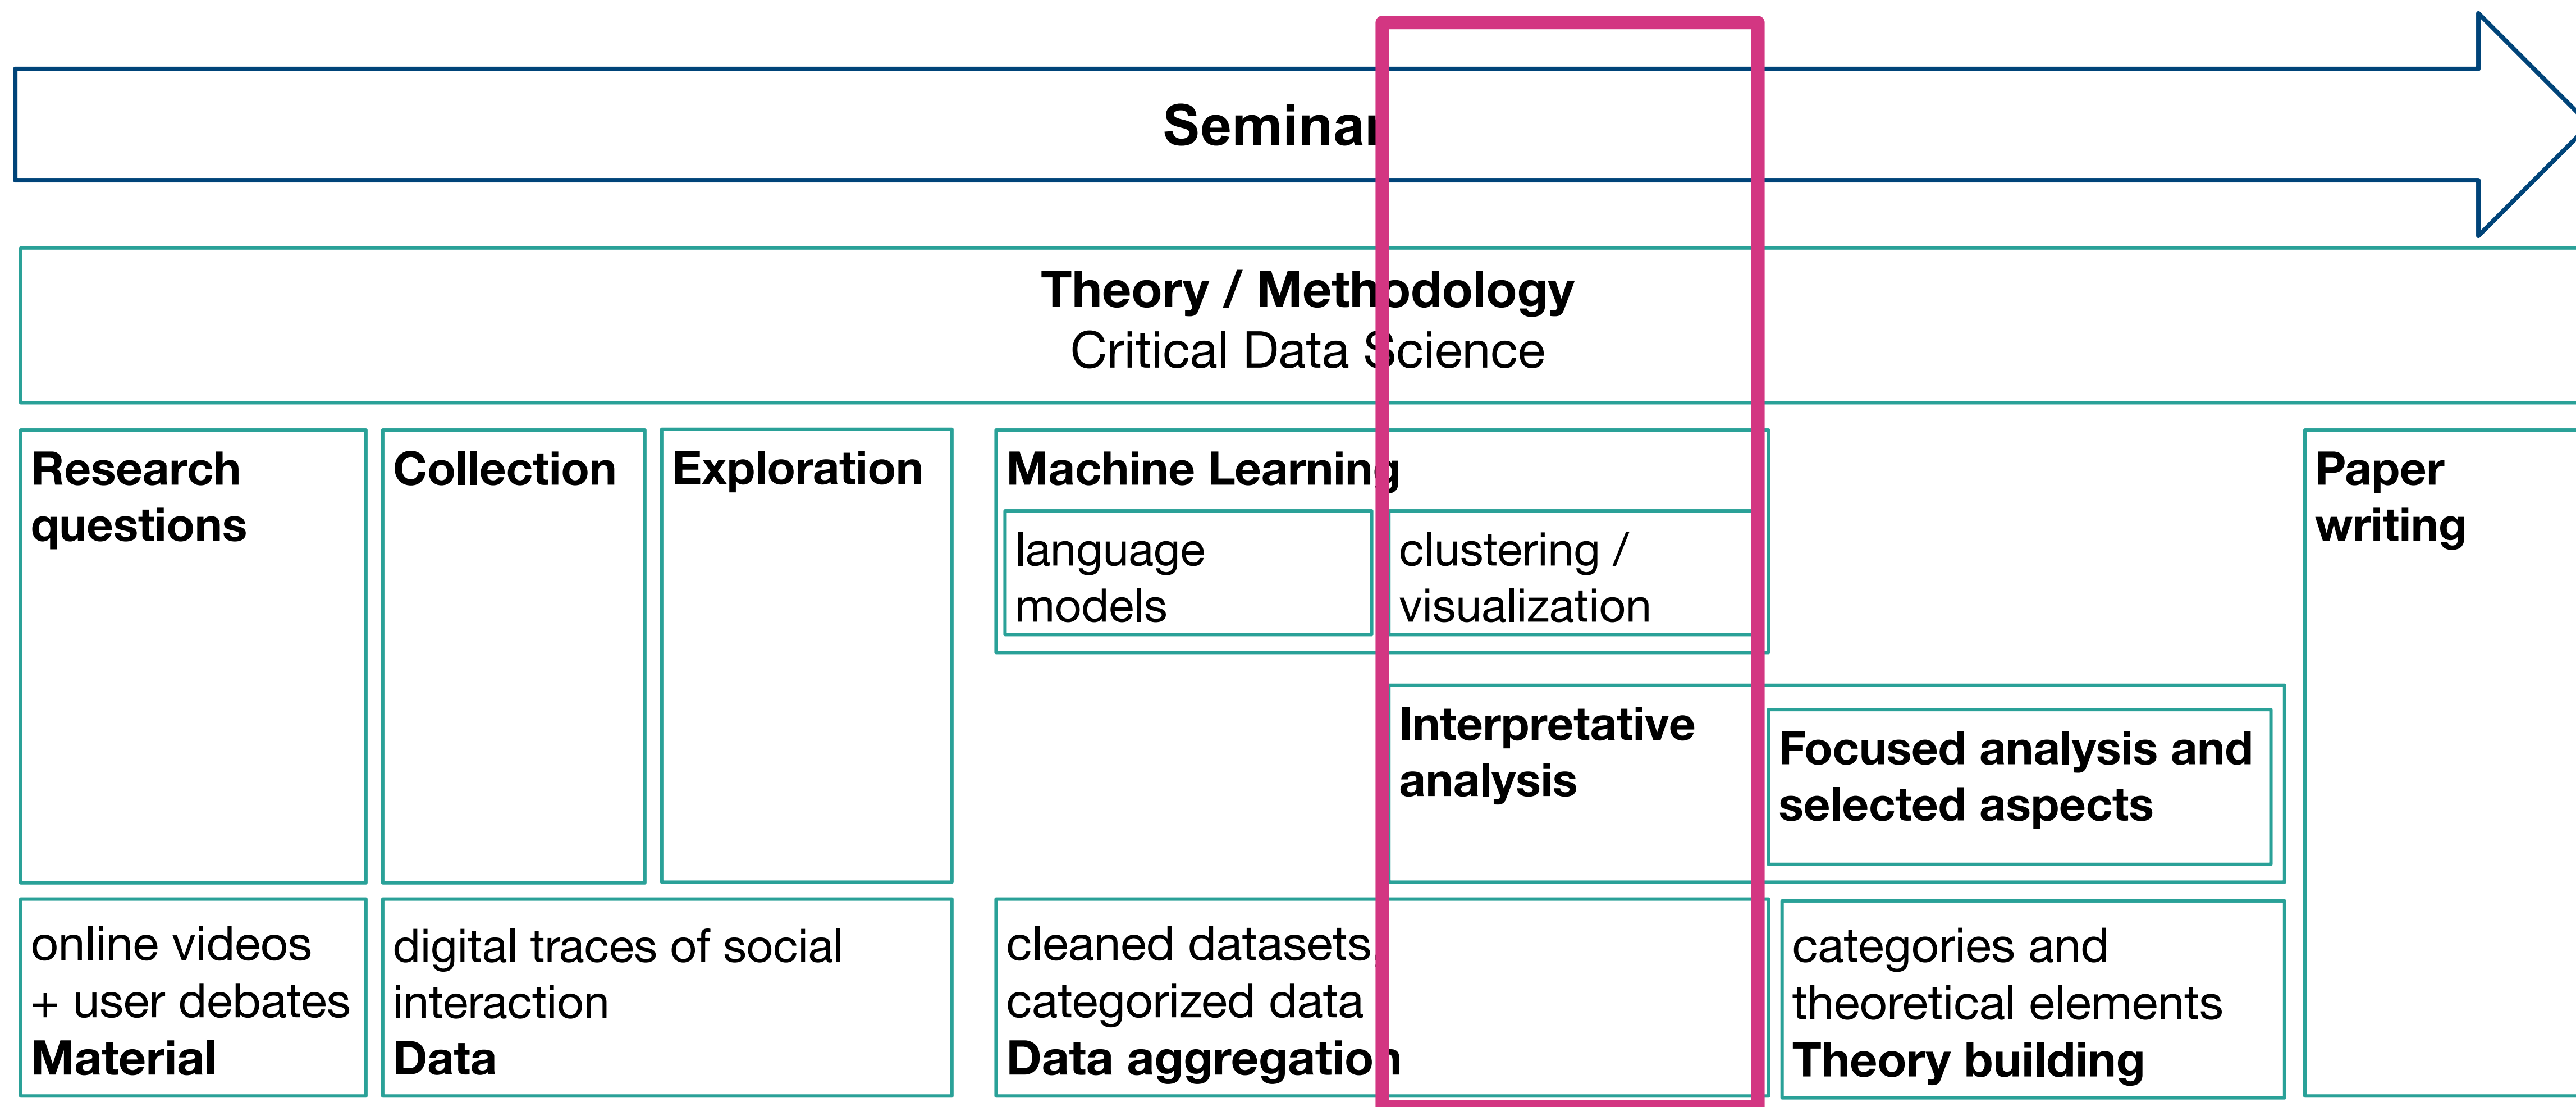 Seminar
Theory / Methodology
Critical Data Science
Research
questions
Collection
Exploration
Machine Learning
language
models
clustering /
visualization
Paper
writing
Interpretative
analysis
Focused analysis and
selected aspects
online videos
+ user debates
Material
digital traces of social
interaction
Data
cleaned datasets,
categorized data
Data aggregation
categories and
theoretical elements
Theory building